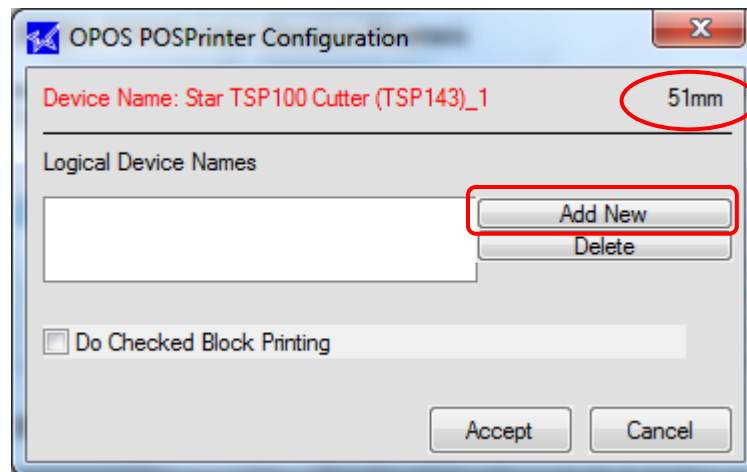 OPOS POSPrinter Configuration
Device Name: Star TSP100 Cutter (TSP143)_1 51mm
Logical Device Names
Add New
Delete
Do Checked Block Printing
Accept Cancel